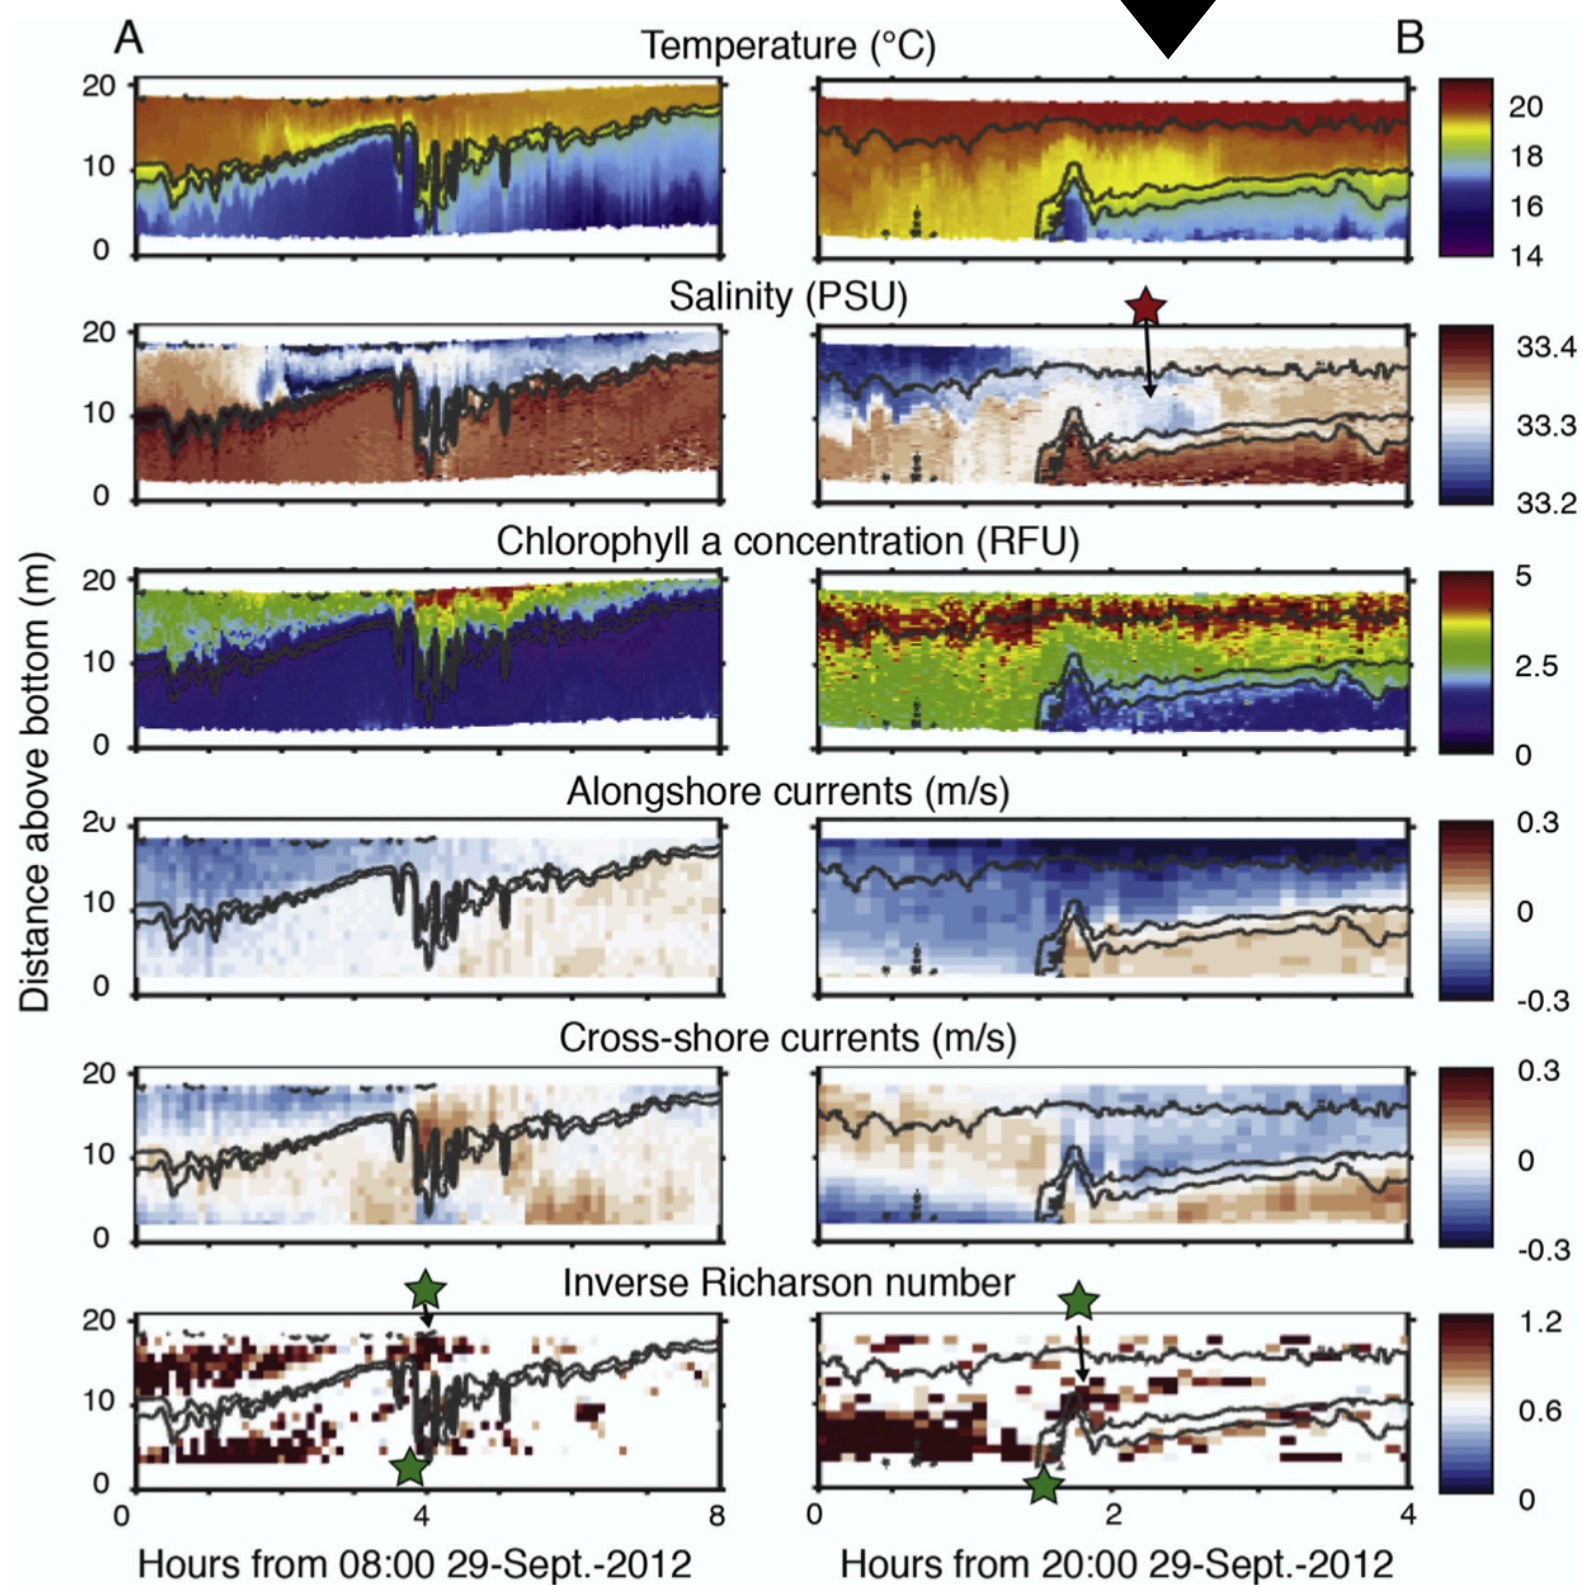 A
B
Temperature (°C)
20
10
0
20
18
16
14
Salinity (PSU)
20
10
0
33.4
33.3
33.2
Chlorophyll a concentration (RFU)
20
10
0
5
2.5
0
Alongshore currents (m/s)
20
10
0
0.3
0
-0.3
Cross-shore currents (m/s)
20
10
0
0.3
0
-0.3
Inverse Richarson number
20
10
0
1.2
0.6
0
Distance above bottom (m)
0 4 8
0 2 4
Hours from 08:00 29-Sept.-2012
Hours from 20:00 29-Sept.-2012